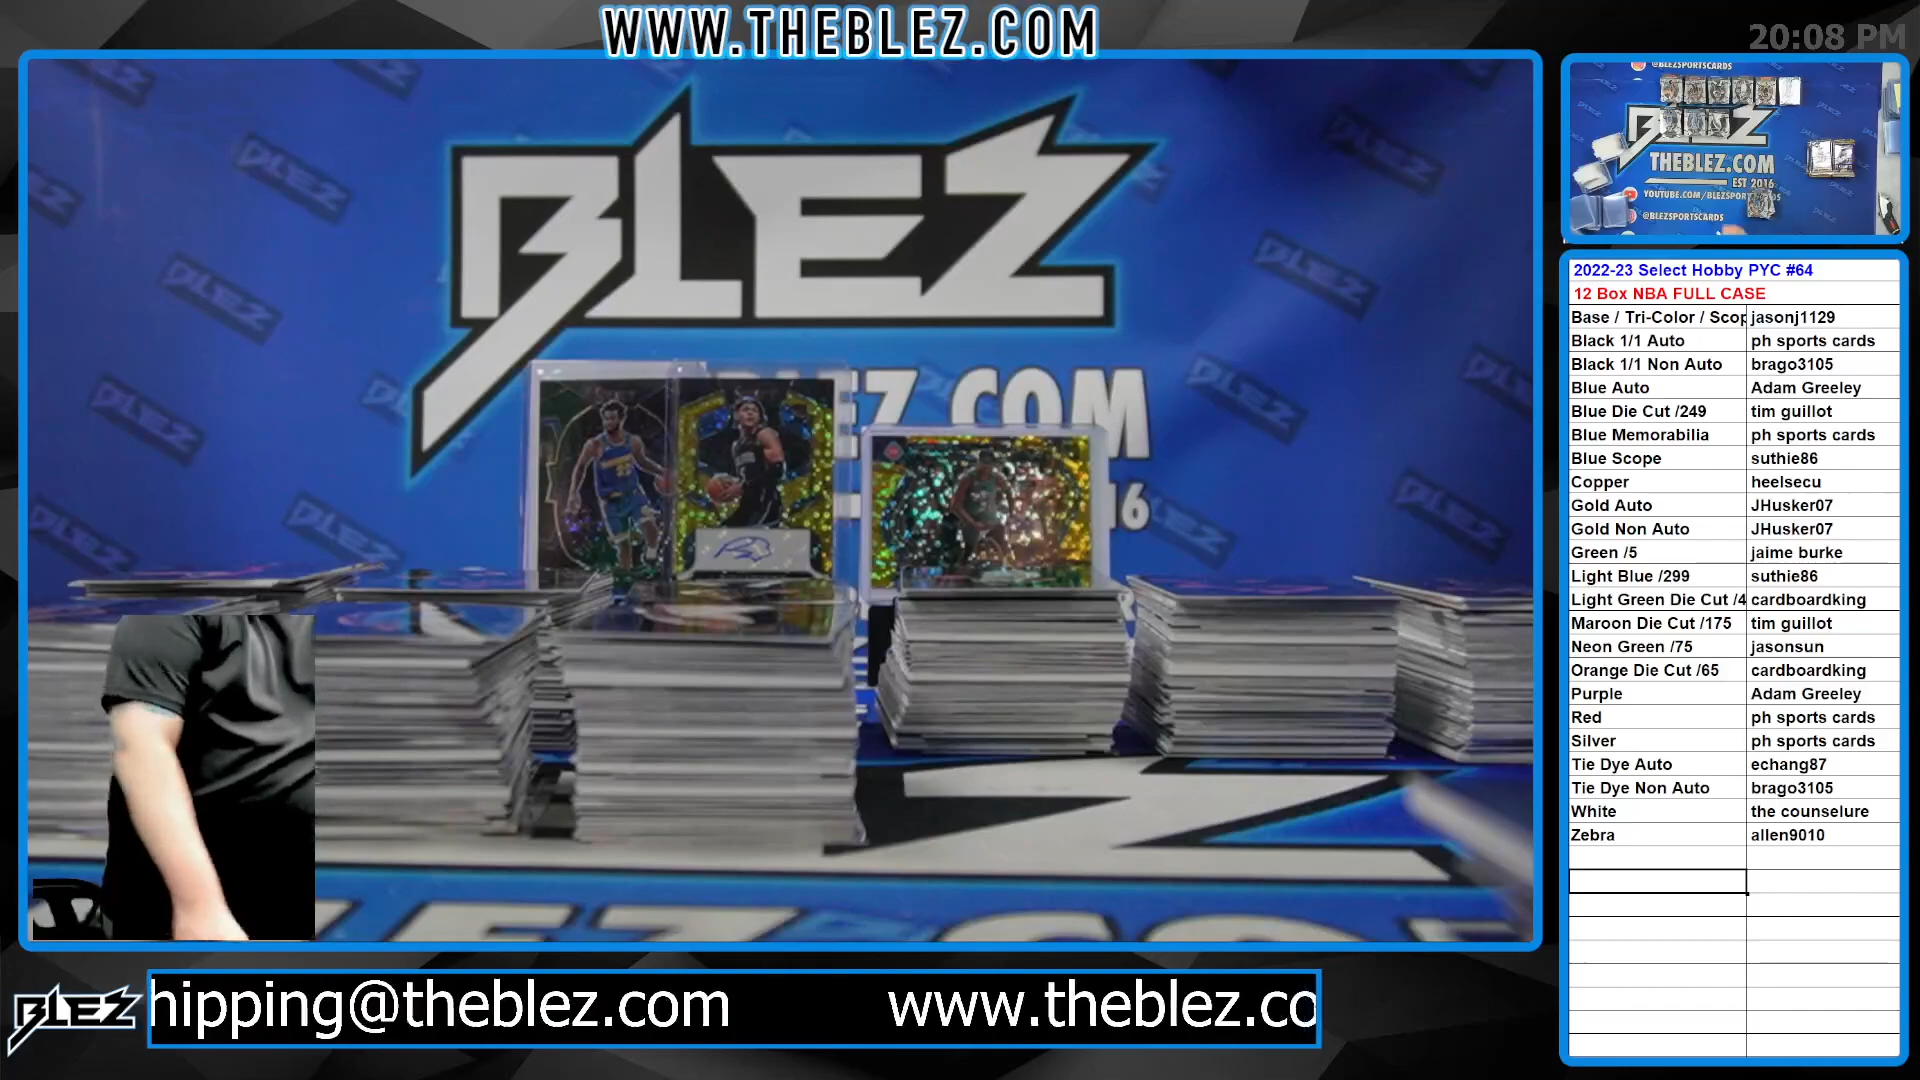 WWW.THEBLEZ.COM
20:08 PM
BLEZ
EZ.COM
16
@BLEZSPORTSCARDS
BLEZ
THEBLEZ.COM
EST 2016
@BLEZSPORTSCARDS
2022-23 Select Hobby PYC #64
12 Box NBA FULL CASE
Base / Tri-Color / Scop jasonj1129
Black 1/1 Auto ph sports cards
Black 1/1 Non Auto brago3105
Blue Auto Adam Greeley
Blue Die Cut /249 tim guillot
Blue Memorabilia ph sports cards
Blue Scope suthie86
Copper heelsecu
Gold Auto JHusker07
Gold Non Auto JHusker07
Green /5 jaime burke
Light Blue /299 suthie86
Light Green Die Cut /4 cardboardking
Maroon Die Cut /175 tim guillot
Neon Green /75 jasonsun
Orange Die Cut /65 cardboardking
Purple Adam Greeley
Red ph sports cards
Silver ph sports cards
Tie Dye Auto echang87
Tie Dye Non Auto brago3105
White the counselure
Zebra allen9010
BLEZ
hipping@theblez.com www.theblez.co